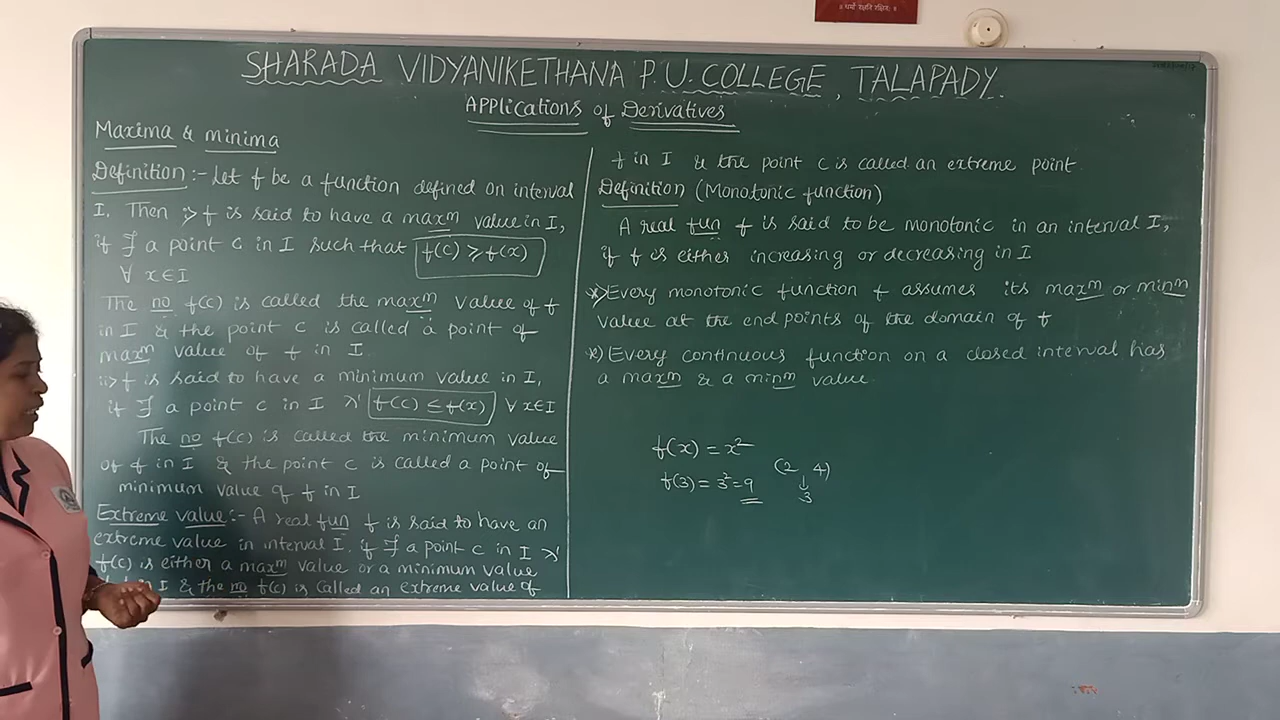 ॥ धर्मो रक्षति रक्षितः ॥
SHARADA VIDYANIKETHANA P.U.COLLEGE, TALAPADY.
APPLICATIONS of DERIVATIVES
Maxima & minima
Definition :- Let f be a function defined on interval
I. Then i> f is said to have a maxm value in I,
if ∃ a point c in I such that f(c) ≥ f(x)
∀ x∈I
The no f(c) is called the maxm value of f
in I & the point c is called a point of
maxm value of f in I
ii> f is said to have a minimum value in I,
if ∃ a point c in I λ' f(c) ≤ f(x) ∀ x∈I
The no f(c) is called the minimum value
of f in I & the point c is called a point of
minimum value of f in I
Extreme value :- A real fun f is said to have an
extreme value in interval I. if ∃ a point c in I λ'
f(c) is either a maxm value or a minimum value
in I & the no f(c) is called an extreme value of
f in I & the point c is called an extreme point.
Definition (Monotonic function)
A real fun f is said to be monotonic in an interval I,
if f is either increasing or decreasing in I
*) Every monotonic function f assumes its maxm or minm
value at the end points of the domain of f
*) Every continuous function on a closed interval has
a maxm & a minm value.
f(x) = x²
f(3) = 3² = 9 (2, 4)
↓
3